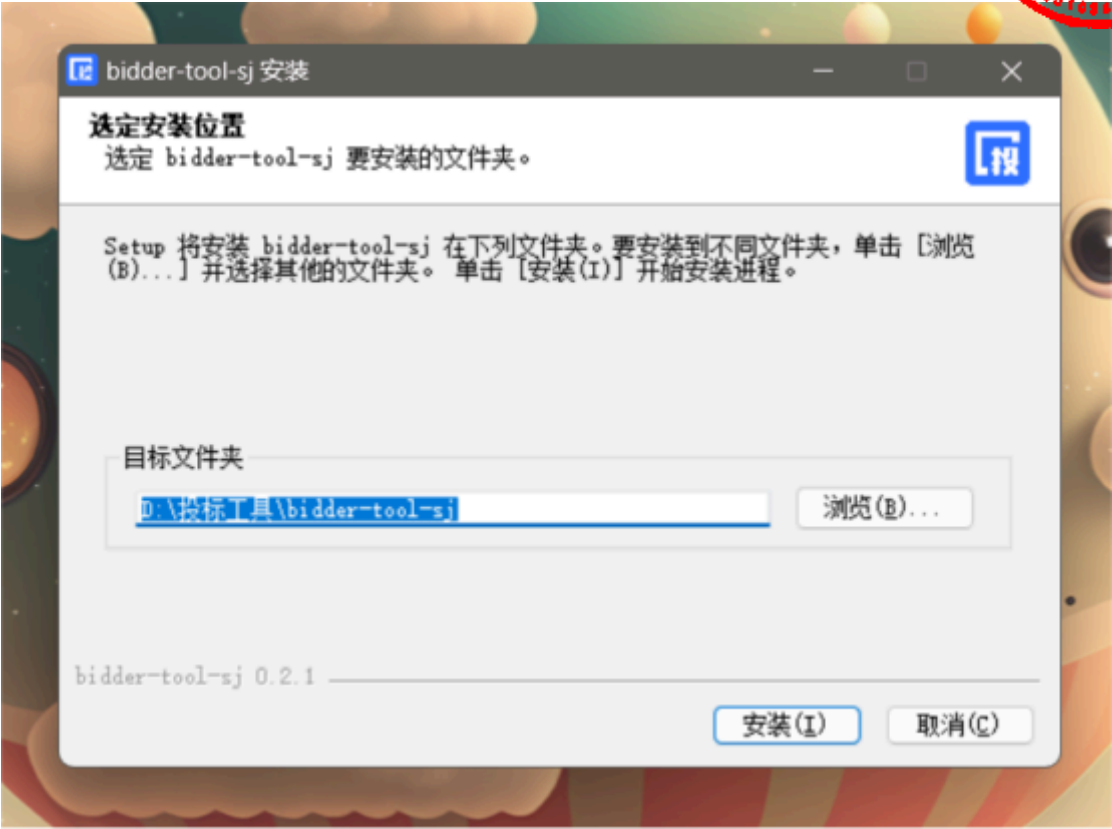 bidder-tool-sj 安装
选定安装位置
选定 bidder-tool-sj 要安装的文件夹。
投
Setup 将安装 bidder-tool-sj 在下列文件夹。要安装到不同文件夹，单击 [浏览
(B)...] 并选择其他的文件夹。 单击 [安装(I)] 开始安装进程。
目标文件夹
D:\投标工具\bidder-tool-sj
浏览(B)...
bidder-tool-sj 0.2.1
安装(I)
取消(C)